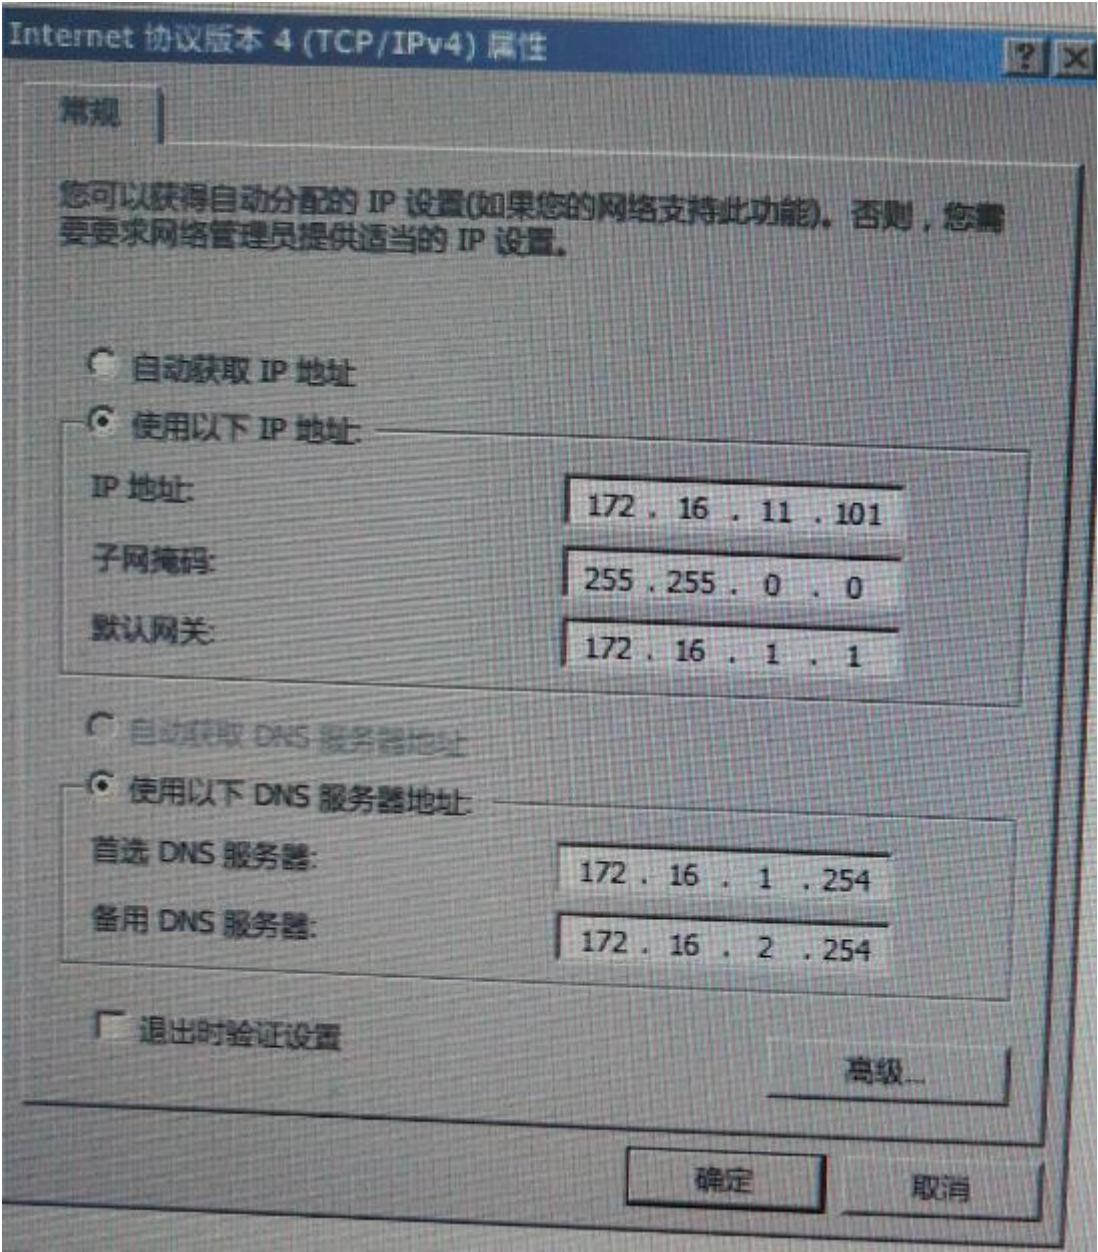 Internet 协议版本 4 (TCP/IPv4) 属性
常规
您可以获得自动分配的 IP 设置(如果您的网络支持此功能)。否则，您需
要要求网络管理员提供适当的 IP 设置。
自动获取 IP 地址
使用以下 IP 地址:
IP 地址: 172 . 16 . 11 . 101
子网掩码: 255 . 255 . 0 . 0
默认网关: 172 . 16 . 1 . 1
自动获取 DNS 服务器地址
使用以下 DNS 服务器地址:
首选 DNS 服务器: 172 . 16 . 1 . 254
备用 DNS 服务器: 172 . 16 . 2 . 254
退出时验证设置
高级...
确定
取消